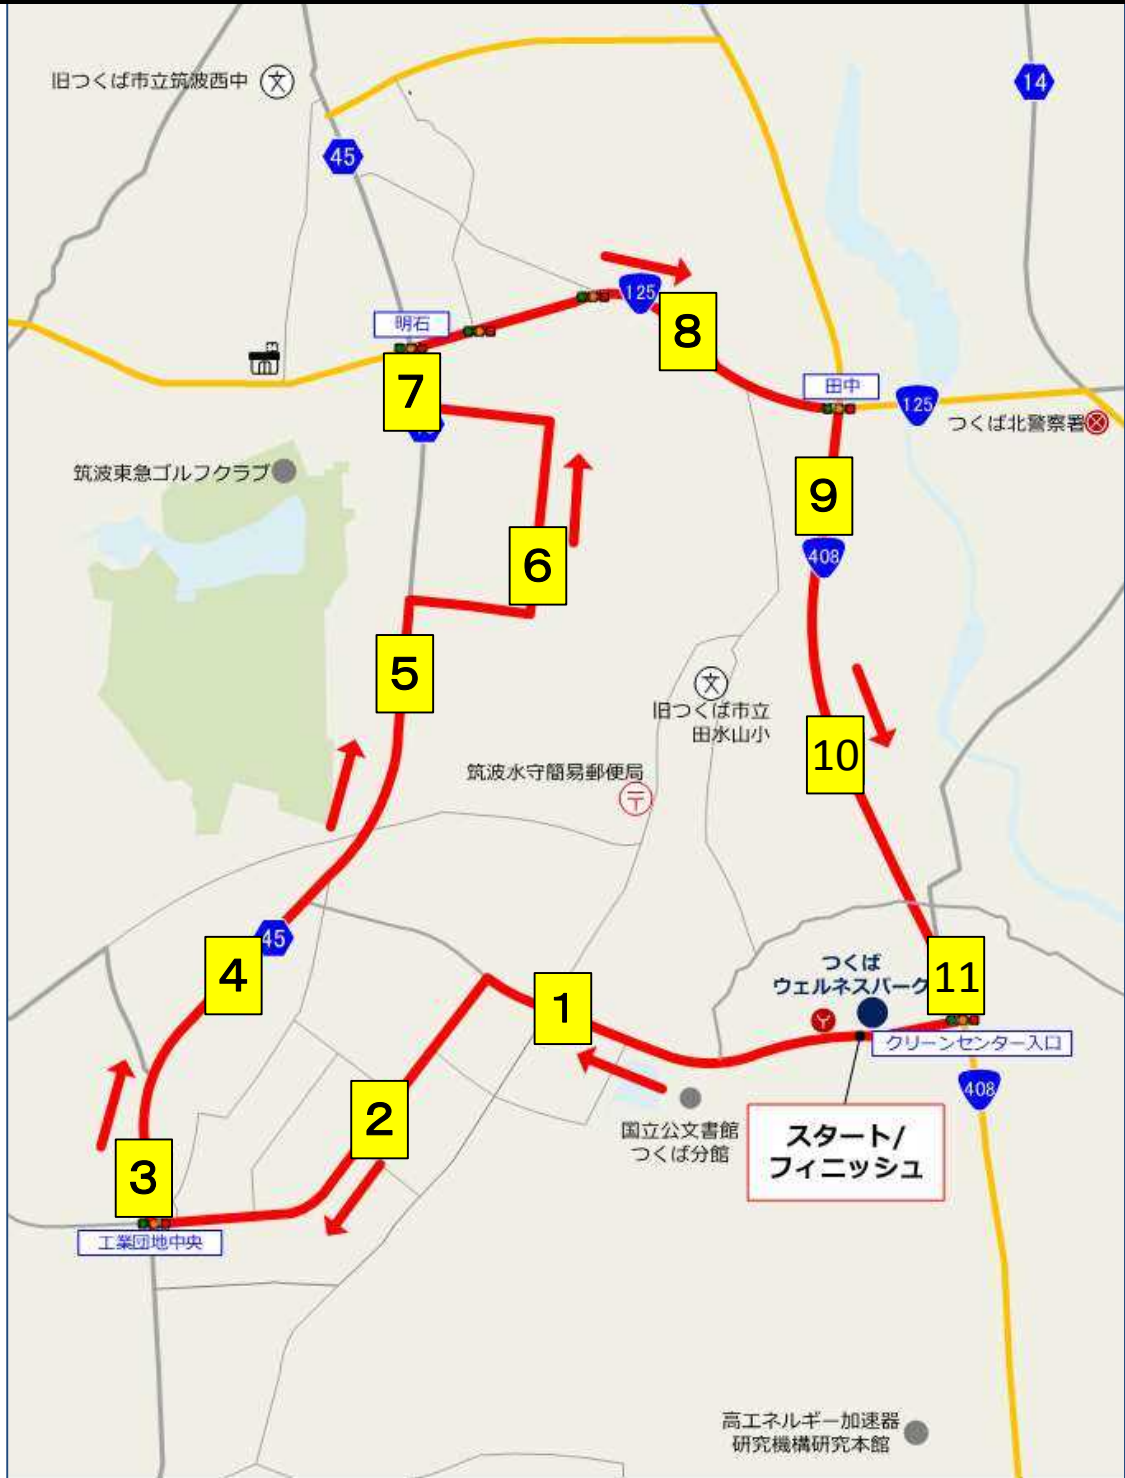 旧つくば市立筑波西中
文
14
45
125
8
明石
7
田中
125
つくば北警察署
筑波東急ゴルフクラブ
9
6
408
5
文
旧つくば市立
田水山小
10
筑波水守簡易郵便局
〒
45
4
つくば
ウェルネスパーク
11
1
Y
クリーンセンター入口
408
2
国立公文書館
つくば分館
スタート/
フィニッシュ
3
工業団地中央
高エネルギー加速器
研究機構研究本館